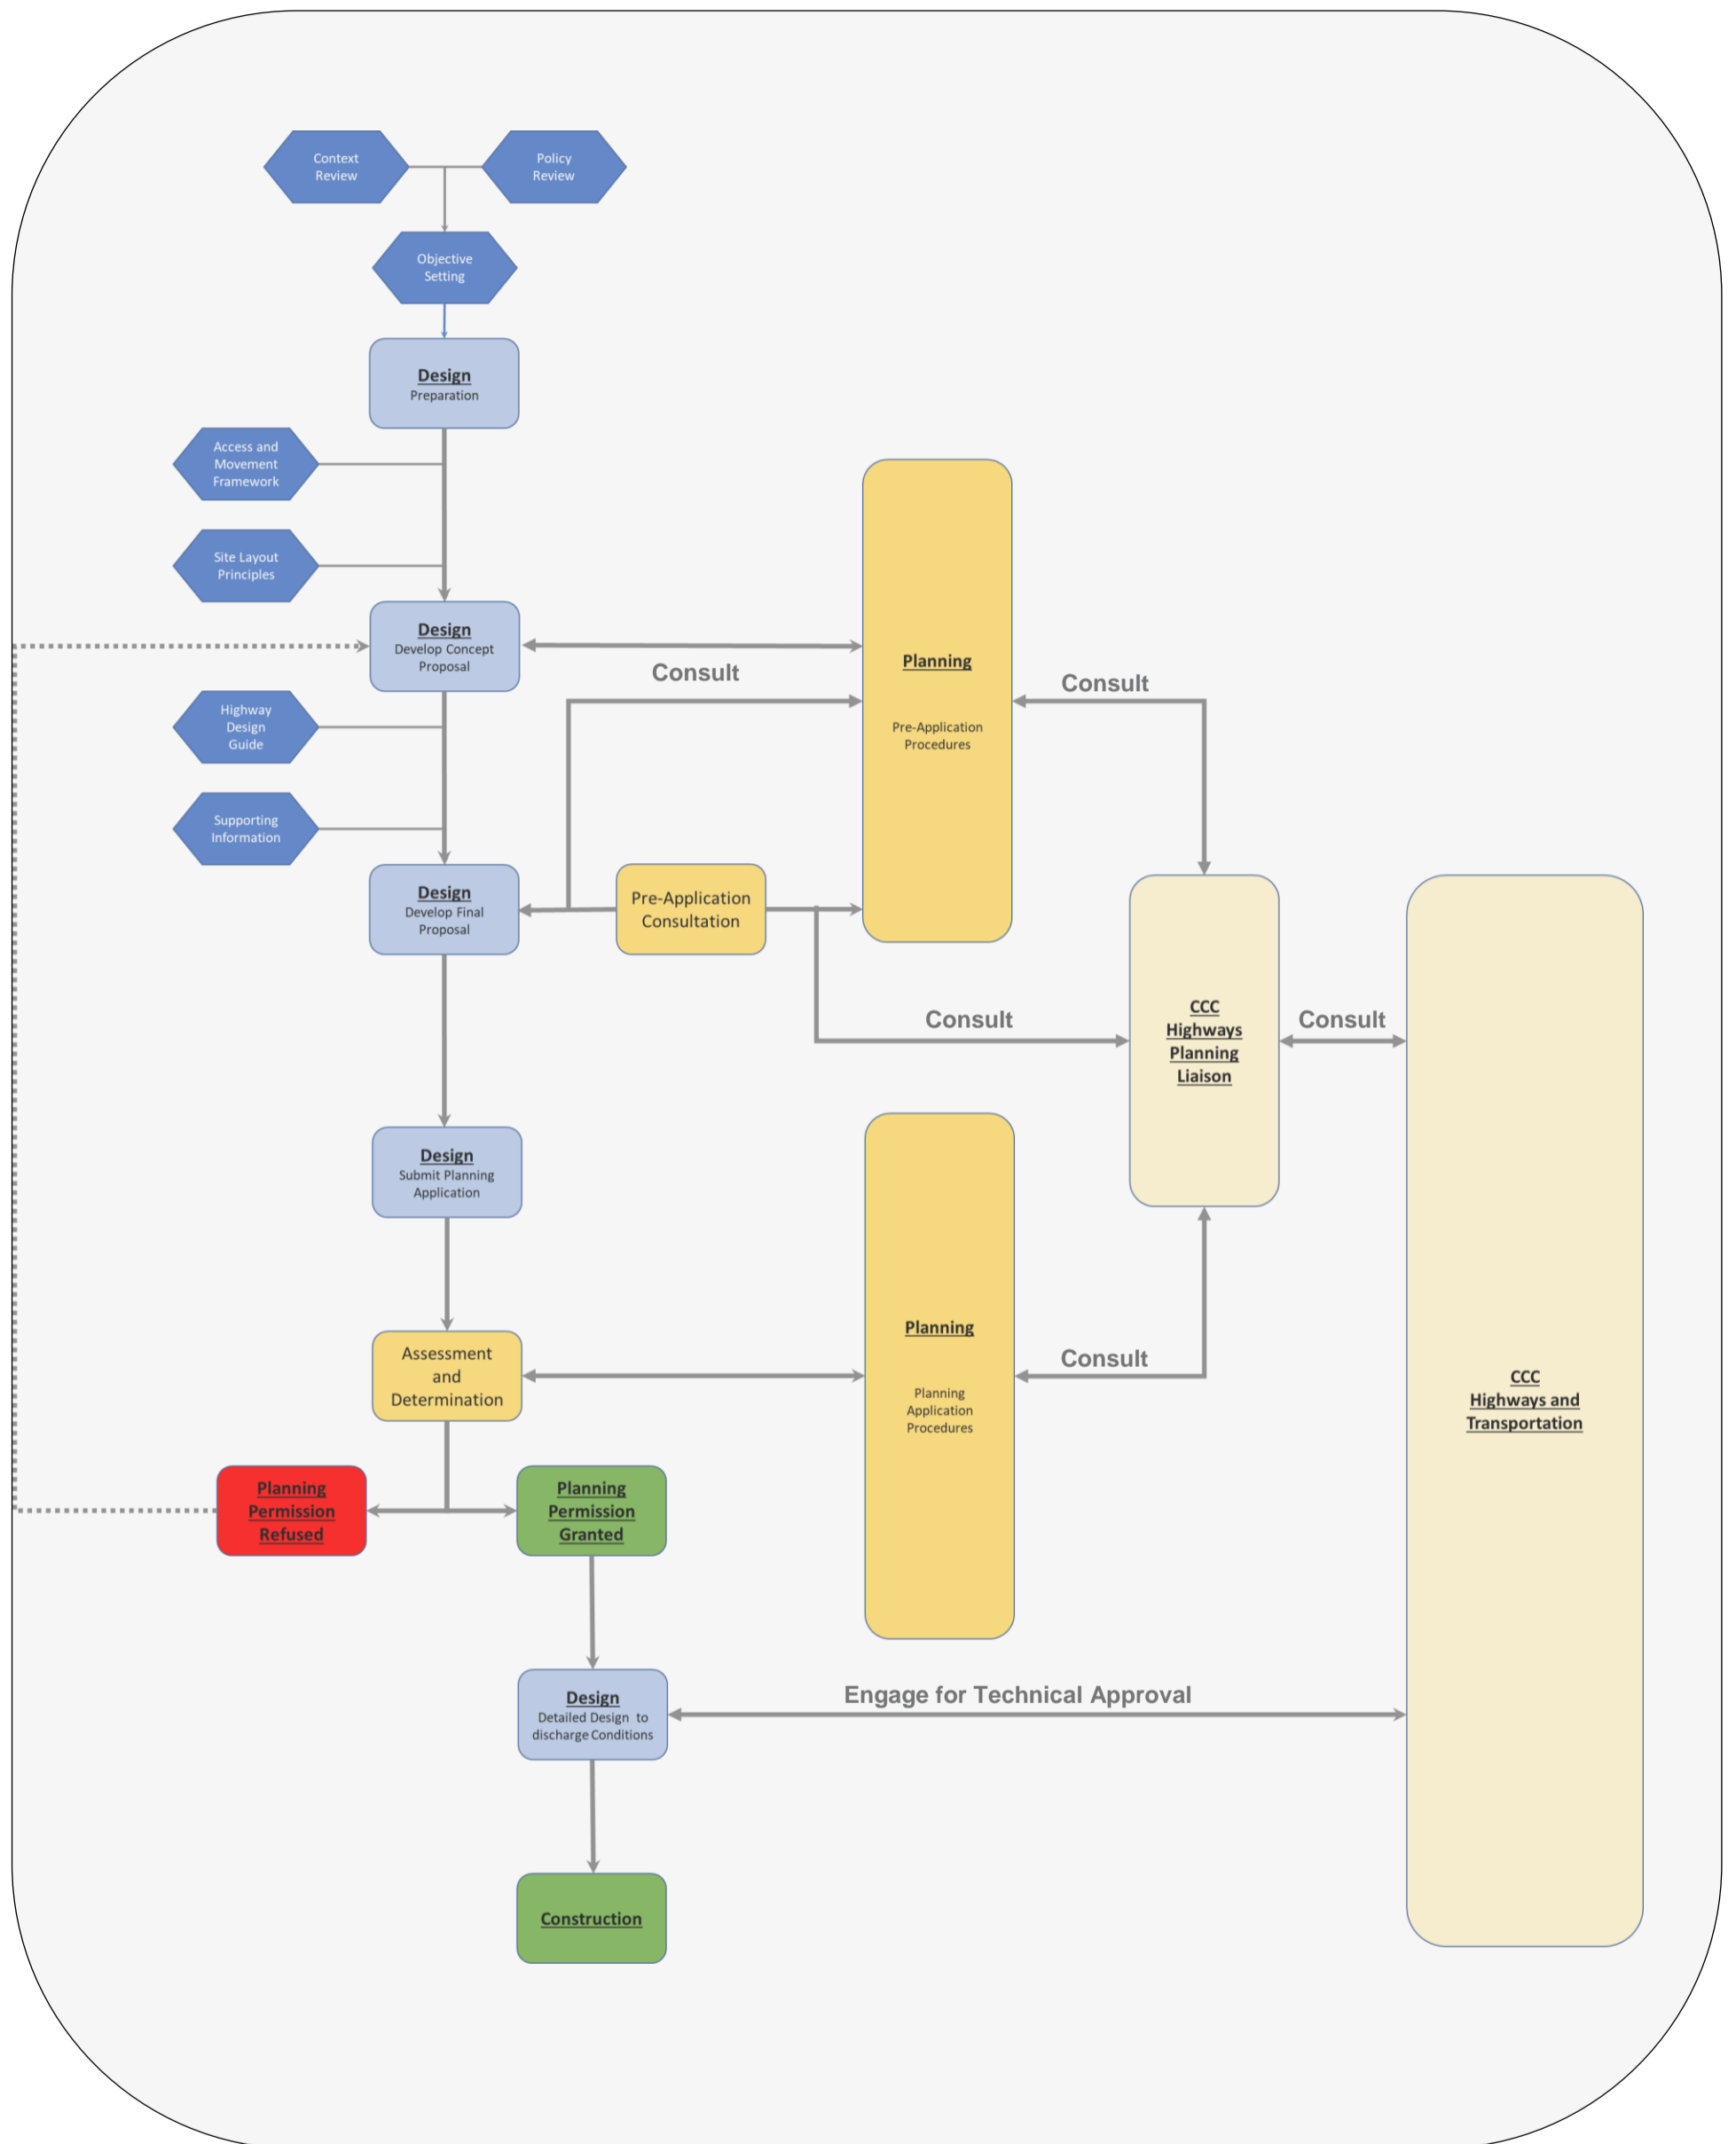 Context
Review
Policy
Review
Objective
Setting
Design
Preparation
Access and
Movement
Framework
Site Layout
Principles
Design
Develop Concept
Proposal
Consult
Planning
Pre-Application
Procedures
Consult
Highway
Design
Guide
Supporting
Information
Design
Develop Final
Proposal
Pre-Application
Consultation
Consult
CCC
Highways
Planning
Liaison
Consult
Design
Submit Planning
Application
Assessment
and
Determination
Planning
Planning
Application
Procedures
Consult
CCC
Highways and
Transportation
Planning
Permission
Refused
Planning
Permission
Granted
Design
Detailed Design to
discharge Conditions
Engage for Technical Approval
Construction